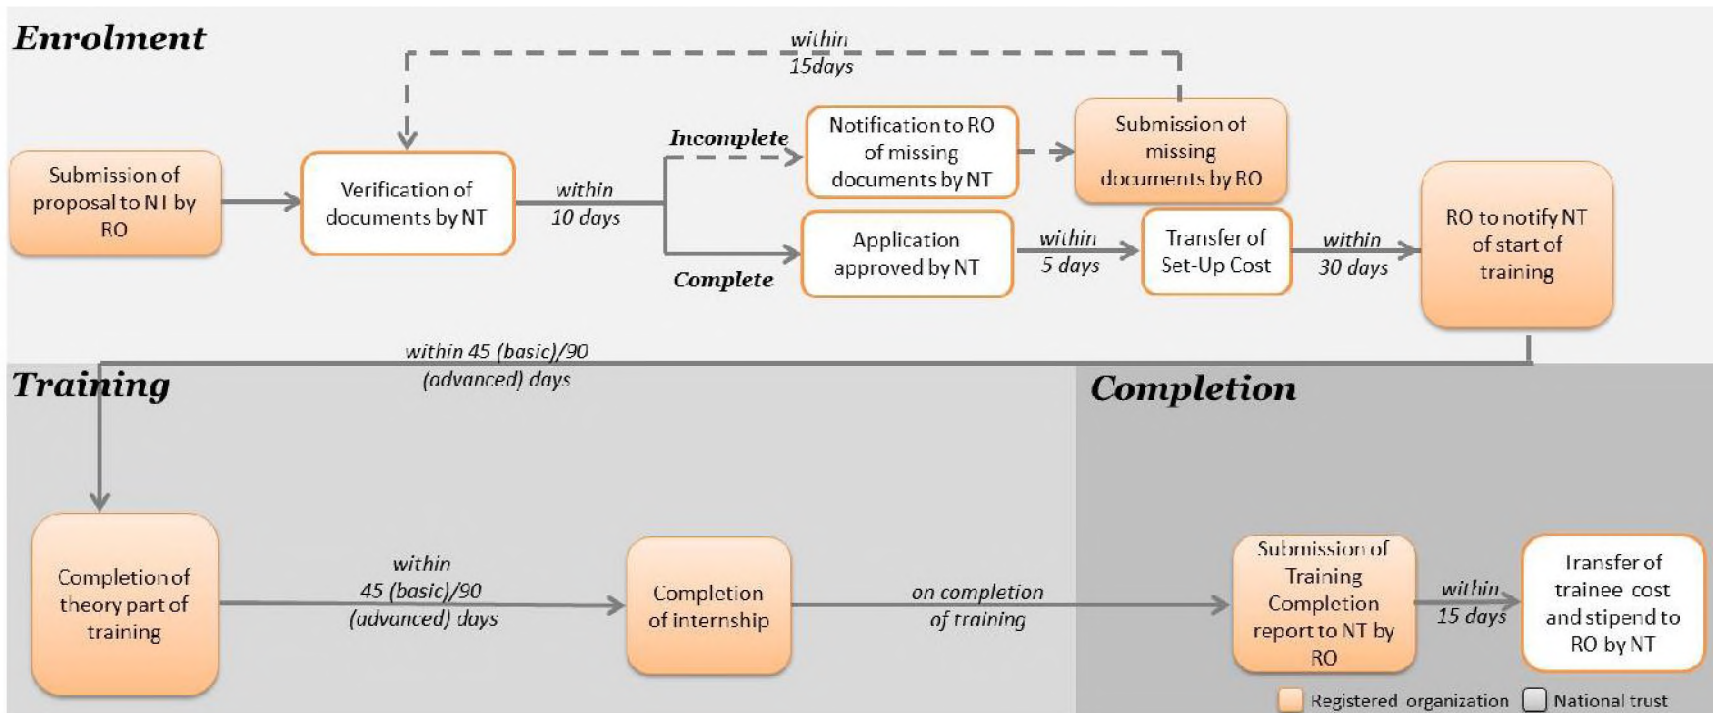 Enrolment
within
15days
Submission of
proposal to NT by
RO
Verification of
documents by NT
within
10 days
Incomplete
Notification to RO
of missing
documents by NT
Submission of
missing
documents by RO
Complete
Application
approved by NT
within
5 days
Transfer of
Set-Up Cost
within
30 days
RO to notify NT
of start of
training
within 45 (basic)/90
(advanced) days
Training
Completion of
theory part of
training
within
45 (basic)/90
(advanced) days
Completion
of internship
on completion
of training
Completion
Submission of
Training
Completion
report to NT by
RO
within
15 days
Transfer of
trainee cost
and stipend to
RO by NT
Registered organization
National trust